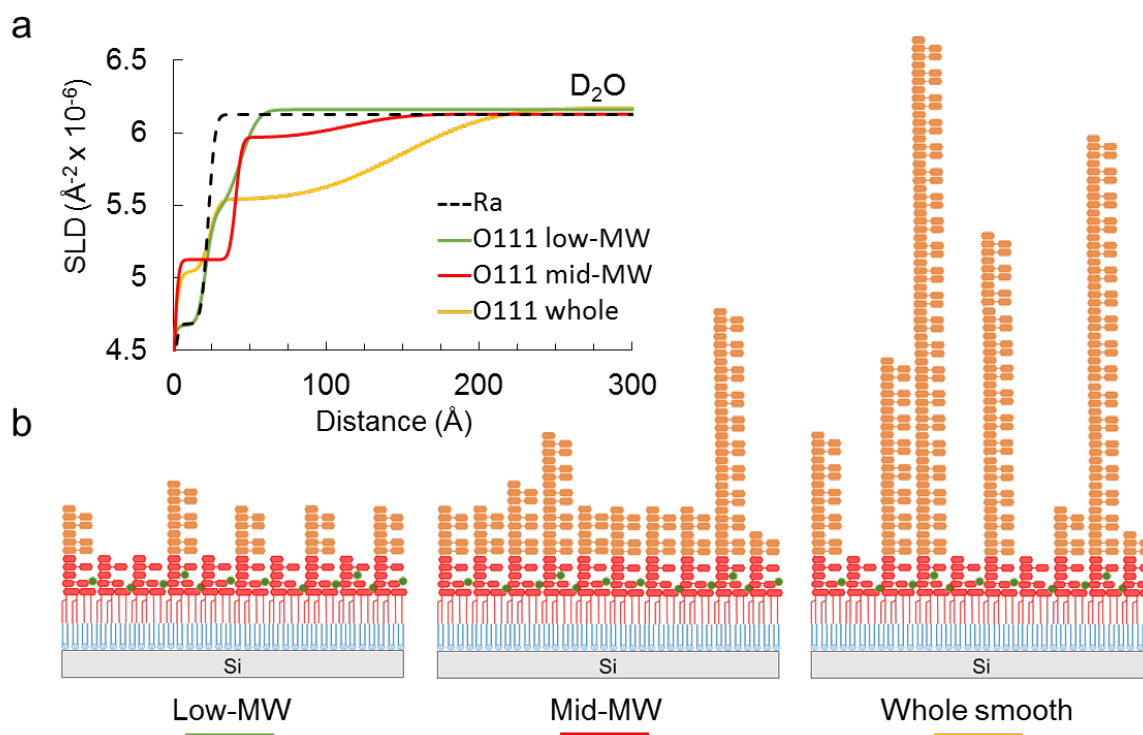 a
6.5
6
5.5
5
4.5
SLD (Å-2 x 10-6)
D2O
Ra
O111 low-MW
O111 mid-MW
O111 whole
0 100 200 300
Distance (Å)
b
Si Si Si
Low-MW Mid-MW Whole smooth